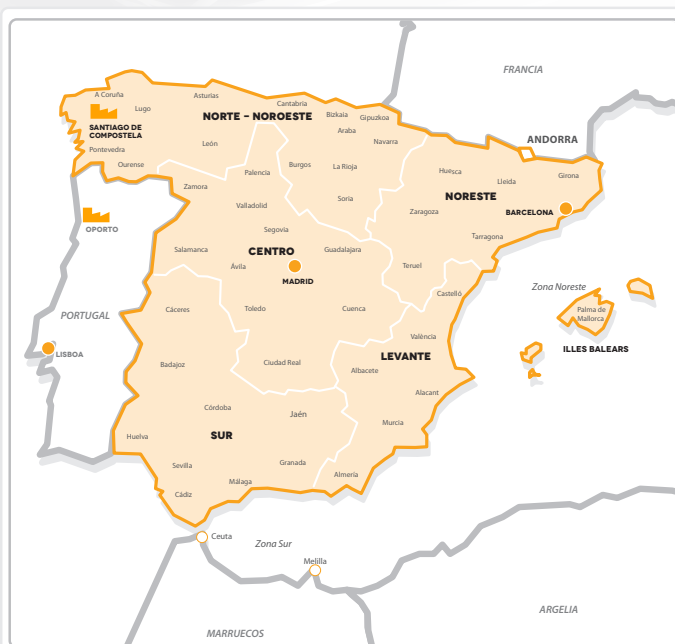 FRANCIA
A Coruña
Asturias
Cantabria
Lugo
NORTE – NOROESTE
Bizkaia
Gipuzkoa
SANTIAGO DE
COMPOSTELA
Araba
Navarra
ANDORRA
León
Pontevedra
Ourense
Burgos
La Rioja
Palencia
Huesca
Girona
Lleida
Zamora
NORESTE
Soria
Valladolid
Zaragoza
BARCELONA
OPORTO
Segovia
Tarragona
Salamanca
CENTRO
Guadalajara
Ávila
Teruel
MADRID
Zona Noreste
Castelló
PORTUGAL
Cáceres
Toledo
Cuenca
Palma de
Mallorca
València
LISBOA
ILLES BALEARS
LEVANTE
Badajoz
Ciudad Real
Albacete
Alacant
Córdoba
Jaén
Murcia
Huelva
SUR
Sevilla
Granada
Almería
Málaga
Cádiz
Ceuta
Zona Sur
Melilla
ARGELIA
MARRUECOS